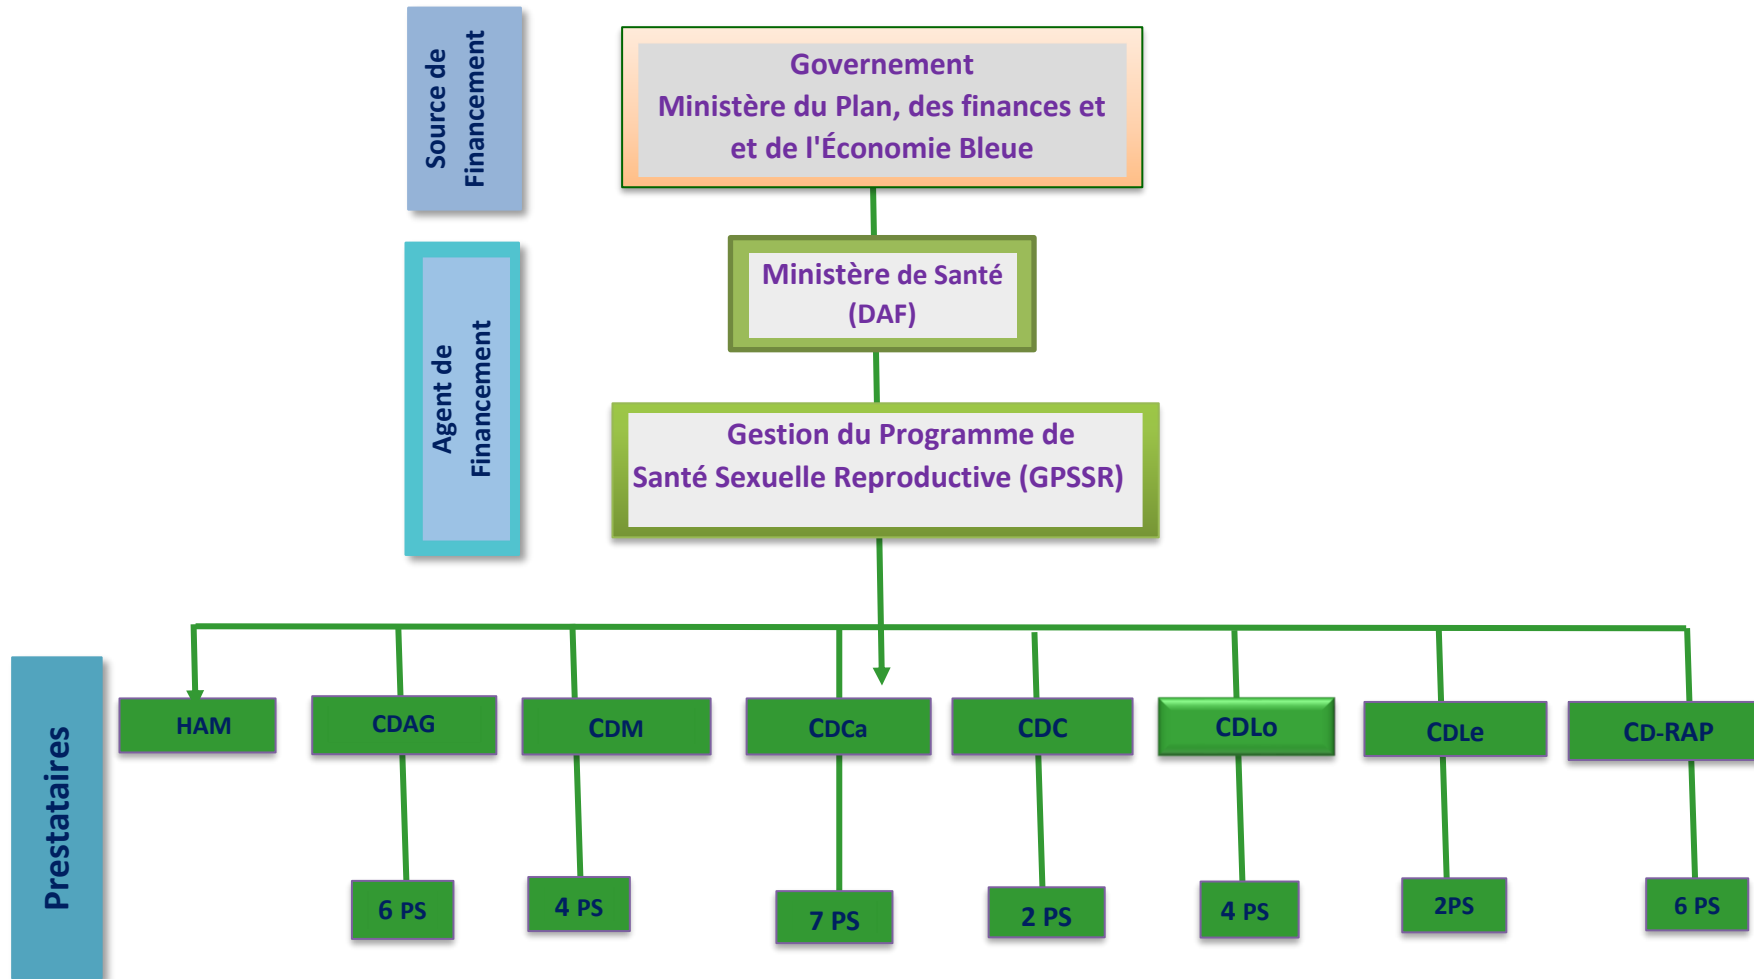 Source de
Financement
Governement
Ministère du Plan, des finances et
et de l'Économie Bleue
Agent de
Financement
Ministère de Santé
(DAF)
Gestion du Programme de
Santé Sexuelle Reproductive (GPSSR)
Prestataires
HAM
CDAG
CDM
CDCa
CDC
CDLo
CDLe
CD-RAP
6 PS
4 PS
7 PS
2 PS
4 PS
2PS
6 PS